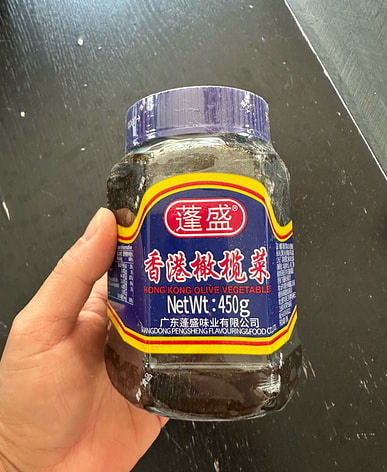 蓬盛®
香港橄榄菜
HONG KONG OLIVE VEGETABLE
NetWt:450g
广东蓬盛味业有限公司
GUANGDONG PENGSHENG FLAVOURING&FOOD CO.,LTD